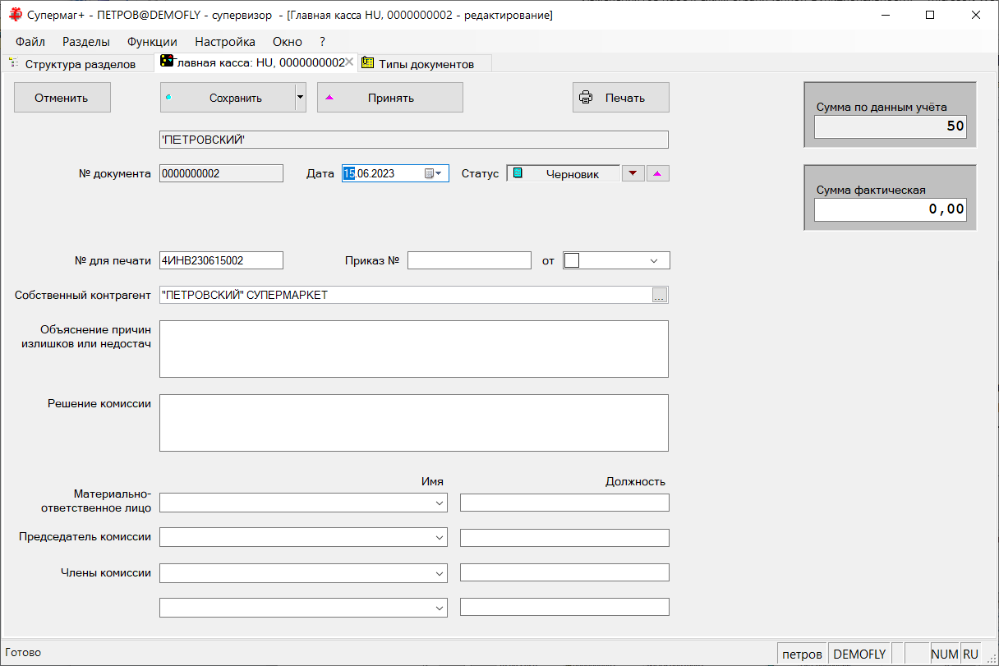 Супермаг+ - ПЕТРОВ@DEMOFLY - супервизор - [Главная касса HU, 0000000002 - редактирование]
Файл Разделы Функции Настройка Окно ?
Структура разделов лавная касса: HU, 0000000002 Типы документов
Отменить Сохранить Принять Печать
Сумма по данным учёта
50
'ПЕТРОВСКИЙ'
№ документа 0000000002 Дата 15.06.2023 Статус Черновик
Сумма фактическая
0,00
№ для печати 4ИНВ230615002 Приказ № от
Собственный контрагент "ПЕТРОВСКИЙ" СУПЕРМАРКЕТ ...
Объяснение причин
излишков или недостач
Решение комиссии
Имя Должность
Материально-
ответственное лицо
Председатель комиссии
Члены комиссии
Готово петров DEMOFLY NUM RU